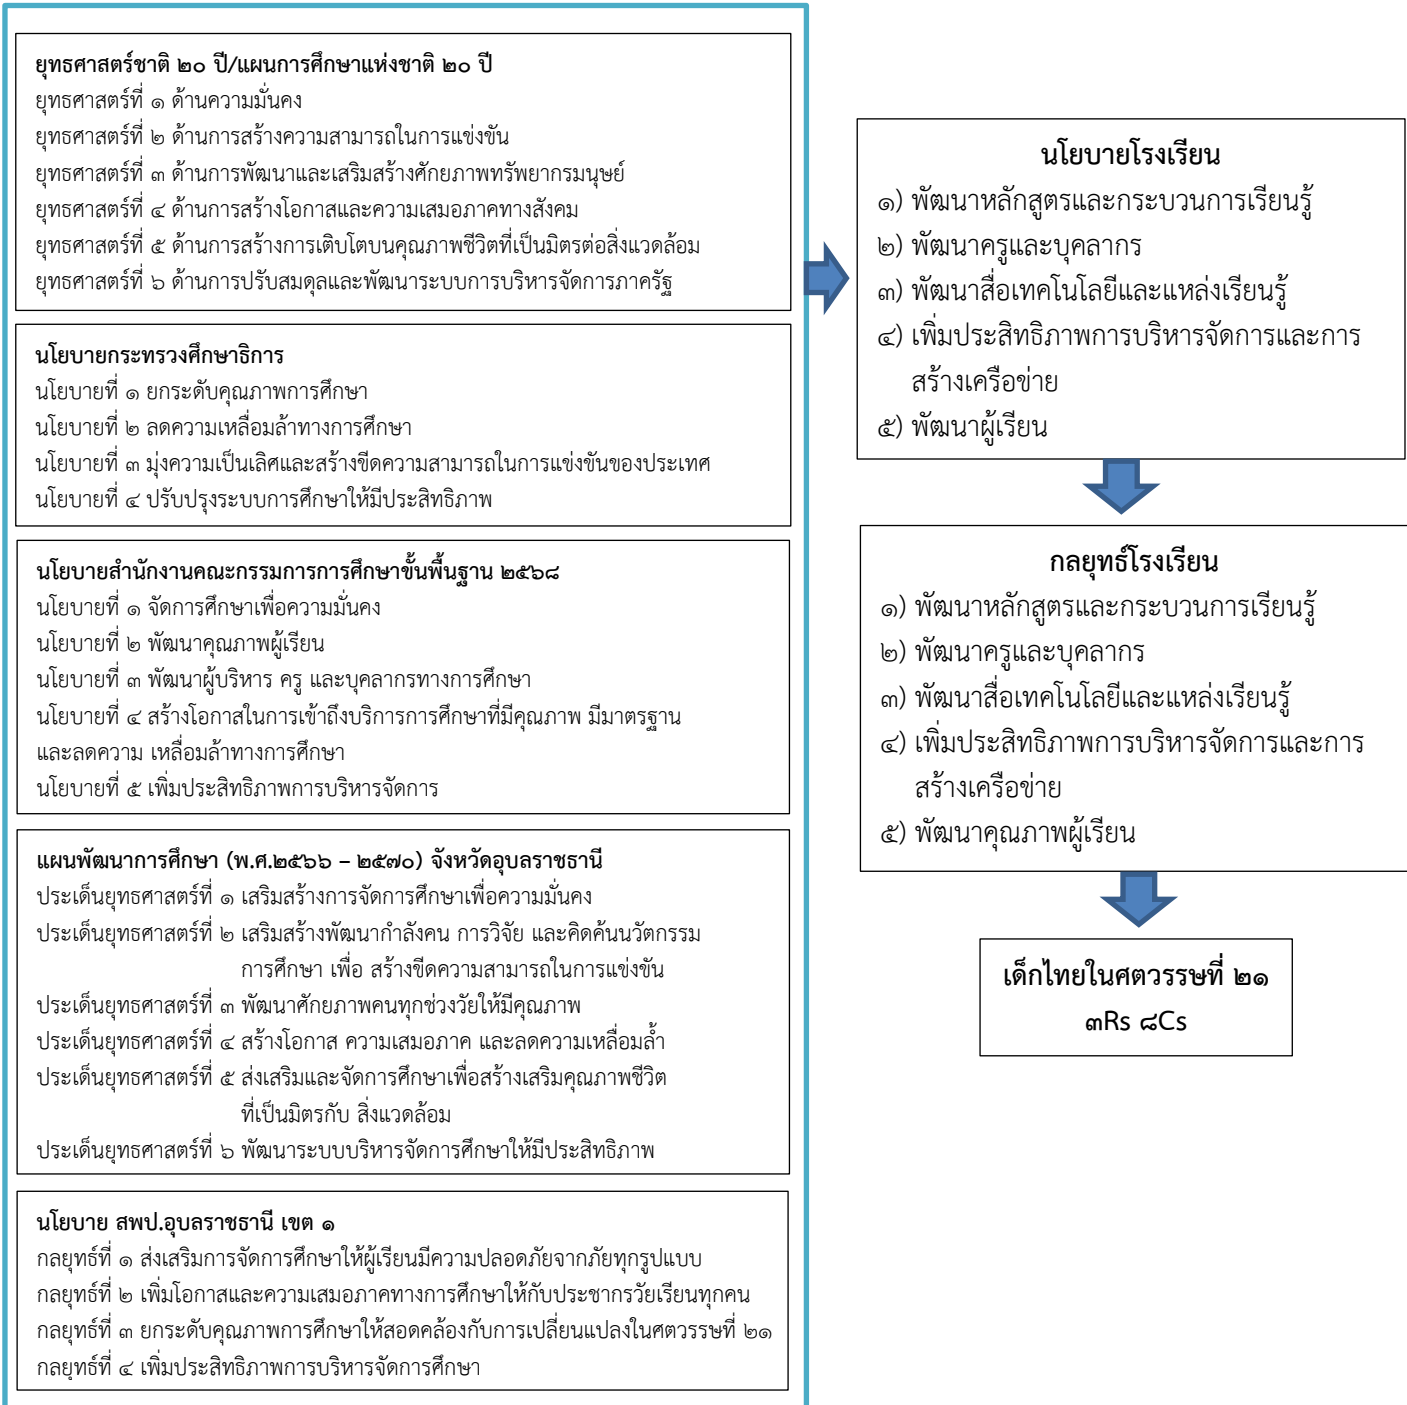 ยุทธศาสตร์ชาติ ๒๐ ปี/แผนการศึกษาแห่งชาติ ๒๐ ปี
ยุทธศาสตร์ที่ ๑ ด้านความมั่นคง
ยุทธศาสตร์ที่ ๒ ด้านการสร้างความสามารถในการแข่งขัน
ยุทธศาสตร์ที่ ๓ ด้านการพัฒนาและเสริมสร้างศักยภาพทรัพยากรมนุษย์
ยุทธศาสตร์ที่ ๔ ด้านการสร้างโอกาสและความเสมอภาคทางสังคม
ยุทธศาสตร์ที่ ๕ ด้านการสร้างการเติบโตบนคุณภาพชีวิตที่เป็นมิตรต่อสิ่งแวดล้อม
ยุทธศาสตร์ที่ ๖ ด้านการปรับสมดุลและพัฒนาระบบการบริหารจัดการภาครัฐ
นโยบายกระทรวงศึกษาธิการ
นโยบายที่ ๑ ยกระดับคุณภาพการศึกษา
นโยบายที่ ๒ ลดความเหลื่อมล้าทางการศึกษา
นโยบายที่ ๓ มุ่งความเป็นเลิศและสร้างขีดความสามารถในการแข่งขันของประเทศ
นโยบายที่ ๔ ปรับปรุงระบบการศึกษาให้มีประสิทธิภาพ
นโยบายสำนักงานคณะกรรมการการศึกษาขั้นพื้นฐาน ๒๕๖๘
นโยบายที่ ๑ จัดการศึกษาเพื่อความมั่นคง
นโยบายที่ ๒ พัฒนาคุณภาพผู้เรียน
นโยบายที่ ๓ พัฒนาผู้บริหาร ครู และบุคลากรทางการศึกษา
นโยบายที่ ๔ สร้างโอกาสในการเข้าถึงบริการการศึกษาที่มีคุณภาพ มีมาตรฐาน
และลดความ เหลื่อมล้าทางการศึกษา
นโยบายที่ ๕ เพิ่มประสิทธิภาพการบริหารจัดการ
แผนพัฒนาการศึกษา (พ.ศ.๒๕๖๖ – ๒๕๗๐) จังหวัดอุบลราชธานี
ประเด็นยุทธศาสตร์ที่ ๑ เสริมสร้างการจัดการศึกษาเพื่อความมั่นคง
ประเด็นยุทธศาสตร์ที่ ๒ เสริมสร้างพัฒนากำลังคน การวิจัย และคิดค้นนวัตกรรม
การศึกษา เพื่อ สร้างขีดความสามารถในการแข่งขัน
ประเด็นยุทธศาสตร์ที่ ๓ พัฒนาศักยภาพคนทุกช่วงวัยให้มีคุณภาพ
ประเด็นยุทธศาสตร์ที่ ๔ สร้างโอกาส ความเสมอภาค และลดความเหลื่อมล้ำ
ประเด็นยุทธศาสตร์ที่ ๕ ส่งเสริมและจัดการศึกษาเพื่อสร้างเสริมคุณภาพชีวิต
ที่เป็นมิตรกับ สิ่งแวดล้อม
ประเด็นยุทธศาสตร์ที่ ๖ พัฒนาระบบบริหารจัดการศึกษาให้มีประสิทธิภาพ
นโยบาย สพป.อุบลราชธานี เขต ๑
กลยุทธ์ที่ ๑ ส่งเสริมการจัดการศึกษาให้ผู้เรียนมีความปลอดภัยจากภัยทุกรูปแบบ
กลยุทธ์ที่ ๒ เพิ่มโอกาสและความเสมอภาคทางการศึกษาให้กับประชากรวัยเรียนทุกคน
กลยุทธ์ที่ ๓ ยกระดับคุณภาพการศึกษาให้สอดคล้องกับการเปลี่ยนแปลงในศตวรรษที่ ๒๑
กลยุทธ์ที่ ๔ เพิ่มประสิทธิภาพการบริหารจัดการศึกษา
นโยบายโรงเรียน
๑) พัฒนาหลักสูตรและกระบวนการเรียนรู้
๒) พัฒนาครูและบุคลากร
๓) พัฒนาสื่อเทคโนโลยีและแหล่งเรียนรู้
๔) เพิ่มประสิทธิภาพการบริหารจัดการและการ
สร้างเครือข่าย
๕) พัฒนาผู้เรียน
กลยุทธ์โรงเรียน
๑) พัฒนาหลักสูตรและกระบวนการเรียนรู้
๒) พัฒนาครูและบุคลากร
๓) พัฒนาสื่อเทคโนโลยีและแหล่งเรียนรู้
๔) เพิ่มประสิทธิภาพการบริหารจัดการและการ
สร้างเครือข่าย
๕) พัฒนาคุณภาพผู้เรียน
เด็กไทยในศตวรรษที่ ๒๑
๓Rs ๘Cs